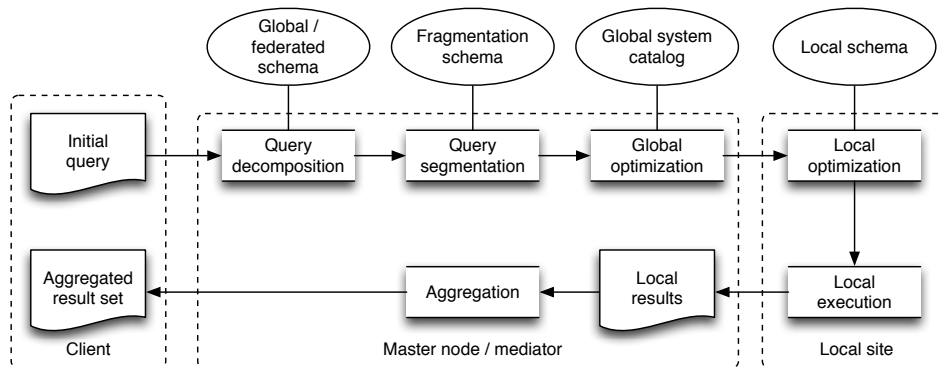 Global /
federated
schema
Fragmentation
schema
Global system
catalog
Local schema
Initial
query
Query
decomposition
Query
segmentation
Global
optimization
Local
optimization
Aggregated
result set
Aggregation
Local
results
Local
execution
Client
Master node / mediator
Local site